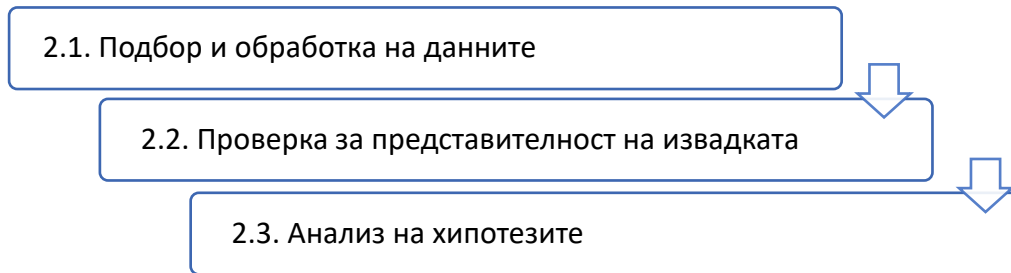 2.1. Подбор и обработка на данните
2.2. Проверка за представителност на извадката
2.3. Анализ на хипотезите